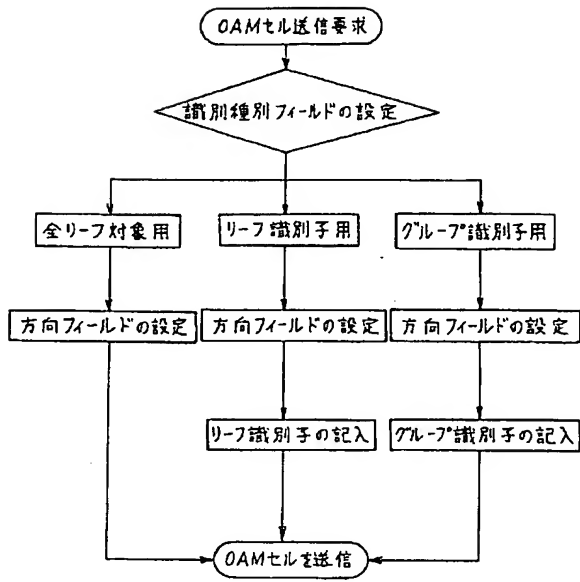 OAMセル送信要求
識別種別フィールドの設定
全リーフ対象用
リーフ識別子用
グループ識別子用
方向フィールドの設定
方向フィールドの設定
方向フィールドの設定
リーフ識別子の記入
グループ識別子の記入
OAMセルを送信